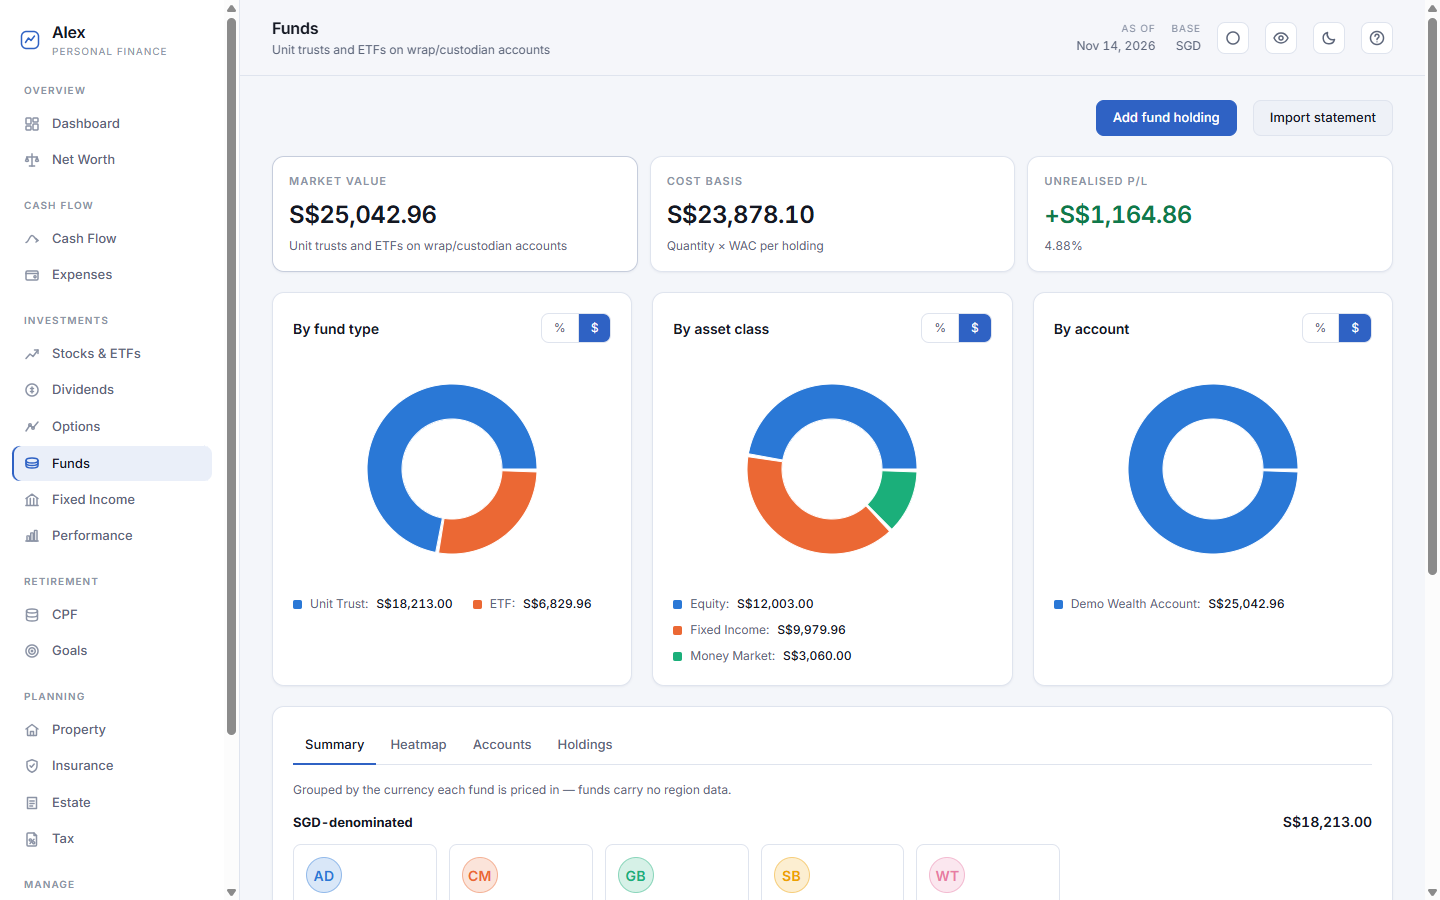 Alex
PERSONAL FINANCE
OVERVIEW
Dashboard
Net Worth
CASH FLOW
Cash Flow
Expenses
INVESTMENTS
Stocks & ETFs
Dividends
Options
Funds
Fixed Income
Performance
RETIREMENT
CPF
Goals
PLANNING
Property
Insurance
Estate
Tax
MANAGE
Funds
Unit trusts and ETFs on wrap/custodian accounts
AS OF
Nov 14, 2026
BASE
SGD
Add fund holding
Import statement
MARKET VALUE
S$25,042.96
Unit trusts and ETFs on wrap/custodian accounts
COST BASIS
S$23,878.10
Quantity × WAC per holding
UNREALISED P/L
+S$1,164.86
4.88%
By fund type
% $
Unit Trust: S$18,213.00
ETF: S$6,829.96
By asset class
% $
Equity: S$12,003.00
Fixed Income: S$9,979.96
Money Market: S$3,060.00
By account
% $
Demo Wealth Account: S$25,042.96
Summary Heatmap Accounts Holdings
Grouped by the currency each fund is priced in — funds carry no region data.
SGD-denominated S$18,213.00
AD CM GB SB WT